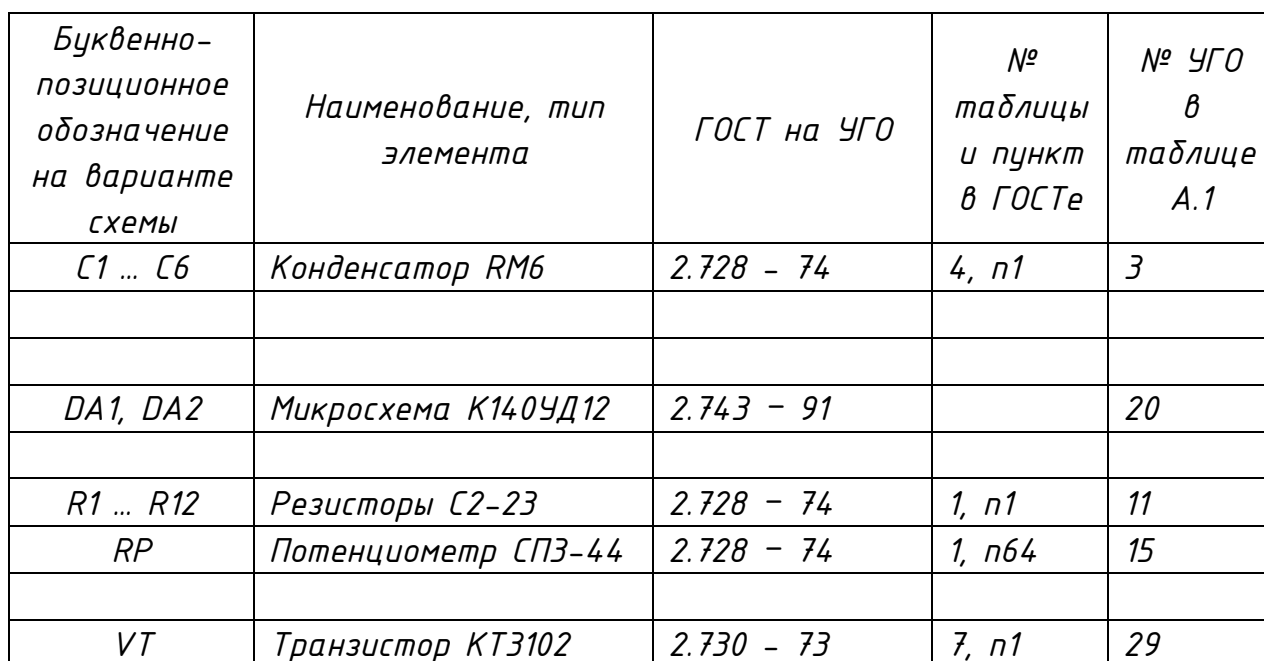 Буквенно-
позиционное
обозначение
на варианте
схемы
Наименование, тип
элемента
ГОСТ на УГО
№
таблицы
и пункт
в ГОСТе
№ УГО
в
таблице
А.1
C1 ... C6 Конденсатор RM6 2.728 - 74 4, п1 3
DA1, DA2 Микросхема К140УД12 2.743 – 91 20
R1 ... R12 Резисторы С2-23 2.728 – 74 1, п1 11
RP Потенциометр СП3-44 2.728 – 74 1, п64 15
VT Транзистор КТ3102 2.730 - 73 7, п1 29